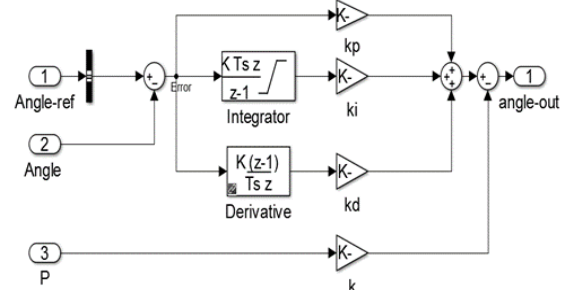 K-
kp
1
Angle-ref
+
-
Error
K Ts z
z-1
Integrator
K-
ki
+
+
+
+
-
1
angle-out
2
Angle
K (z-1)
Ts z
Derivative
K-
kd
3
P
K-
k